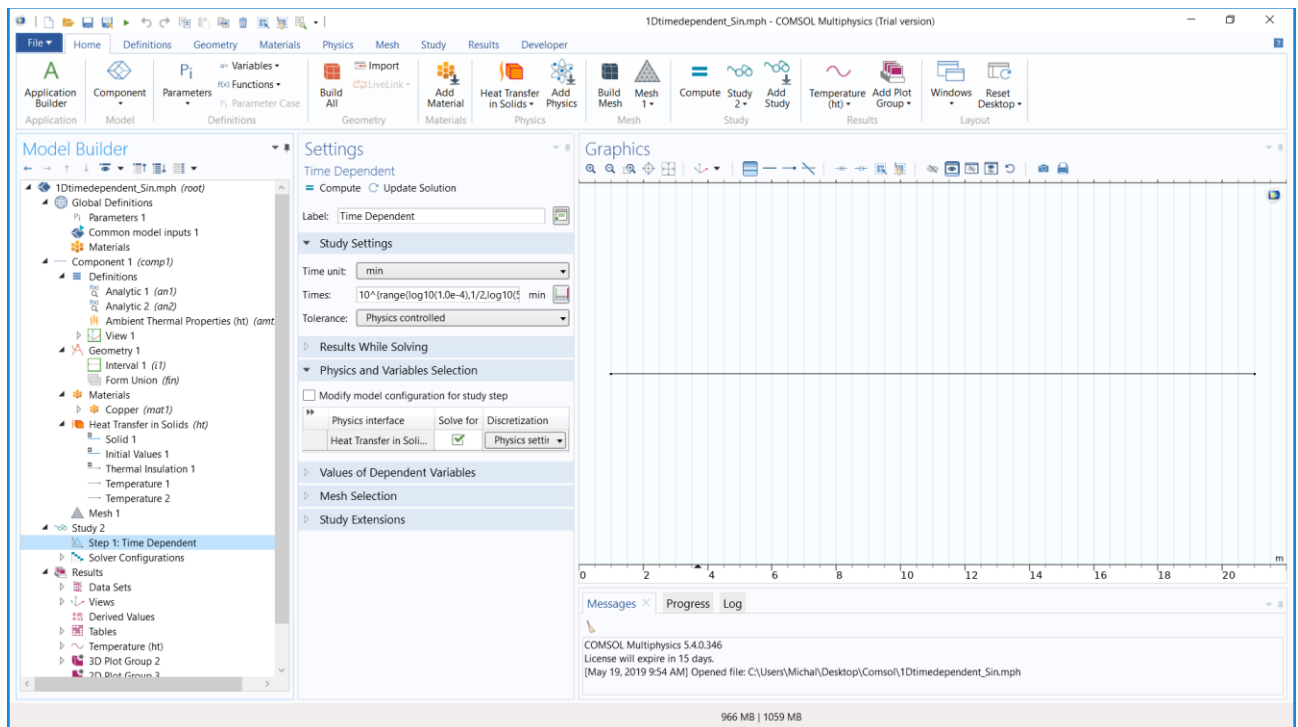 1Dtimedependent_Sin.mph - COMSOL Multiphysics (Trial version)
File Home Definitions Geometry Materials Physics Mesh Study Results Developer
Application Builder
Component
Pi Parameters
a= Variables
f(x) Functions
Pi Parameter Case
Build All
Import
LiveLink
Add Material
Heat Transfer in Solids
Add Physics
Build Mesh
Mesh 1
Compute
Study 2
Add Study
Temperature (ht)
Add Plot Group
Windows
Reset Desktop
Application Model Definitions Geometry Materials Physics Mesh Study Results Layout
Model Builder
1Dtimedependent_Sin.mph (root)
Global Definitions
Pi Parameters 1
Common model inputs 1
Materials
Component 1 (comp1)
Definitions
Analytic 1 (an1)
Analytic 2 (an2)
Ambient Thermal Properties (ht) (amt
View 1
Geometry 1
Interval 1 (i1)
Form Union (fin)
Materials
Copper (mat1)
Heat Transfer in Solids (ht)
Solid 1
Initial Values 1
Thermal Insulation 1
Temperature 1
Temperature 2
Mesh 1
Study 2
Step 1: Time Dependent
Solver Configurations
Results
Data Sets
Views
Derived Values
Tables
Temperature (ht)
3D Plot Group 2
2D Plot Group 3
Settings
Time Dependent
= Compute Update Solution
Label: Time Dependent
Study Settings
Time unit: min
Times: 10^{range(log10(1.0e-4),1/2,log10(5 min
Tolerance: Physics controlled
Results While Solving
Physics and Variables Selection
Modify model configuration for study step
Physics interface Solve for Discretization
Heat Transfer in Soli... Physics settir
Values of Dependent Variables
Mesh Selection
Study Extensions
Graphics
m
0 2 4 6 8 10 12 14 16 18 20
Messages Progress Log
COMSOL Multiphysics 5.4.0.346
License will expire in 15 days.
[May 19, 2019 9:54 AM] Opened file: C:\Users\Michal\Desktop\Comsol\1Dtimedependent_Sin.mph
966 MB | 1059 MB